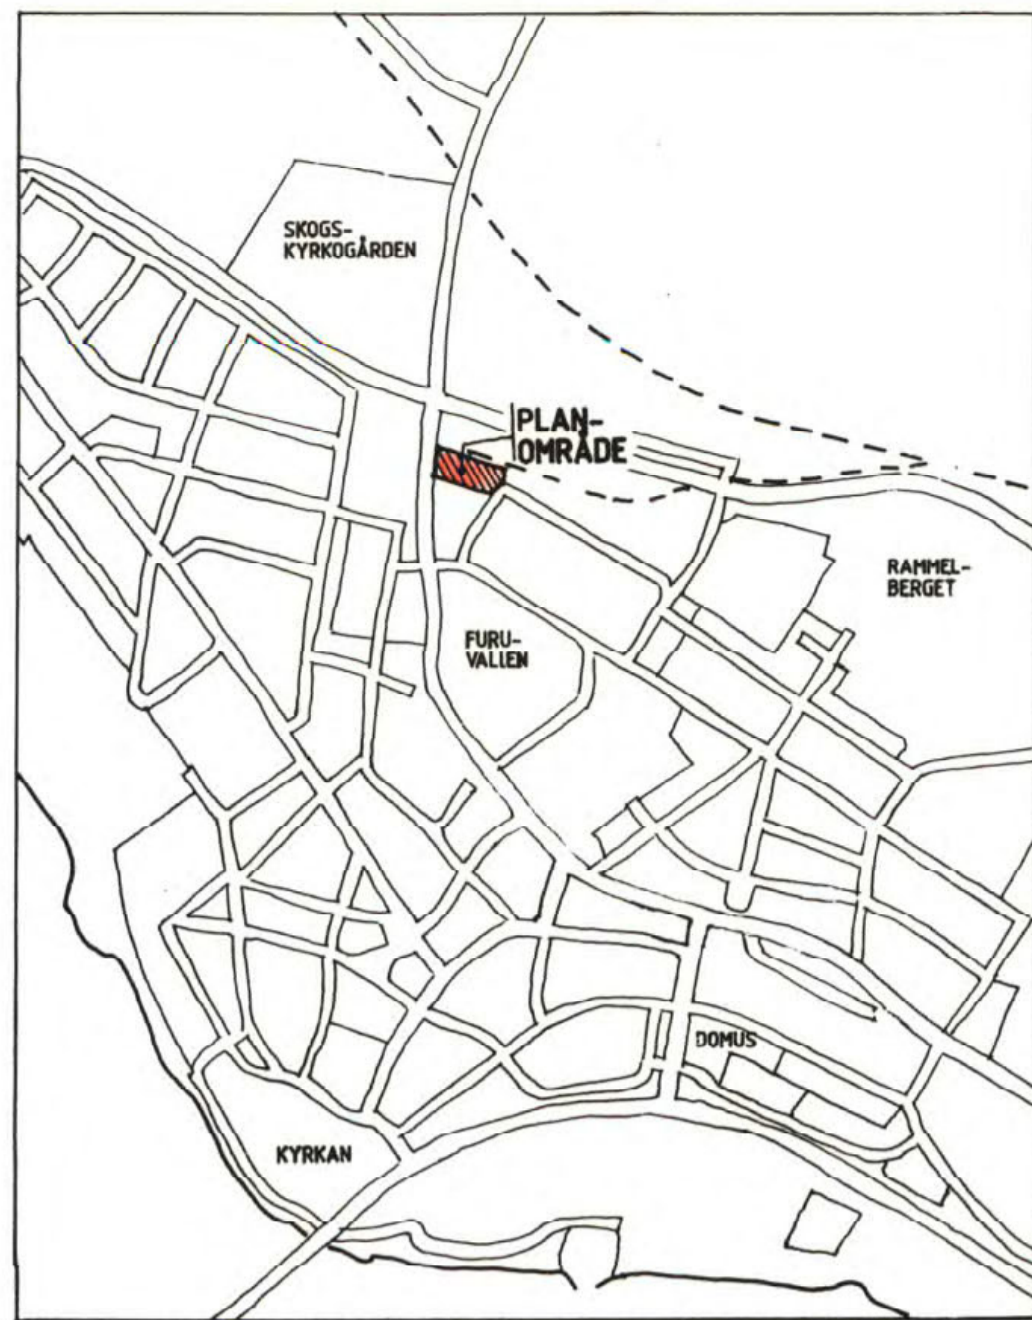 SKOGS-
KYRKOGÅRDEN
PLAN-
OMRÅDE
RAMMEL-
BERGET
FURU-
VALLEN
DOMUS
KYRKAN